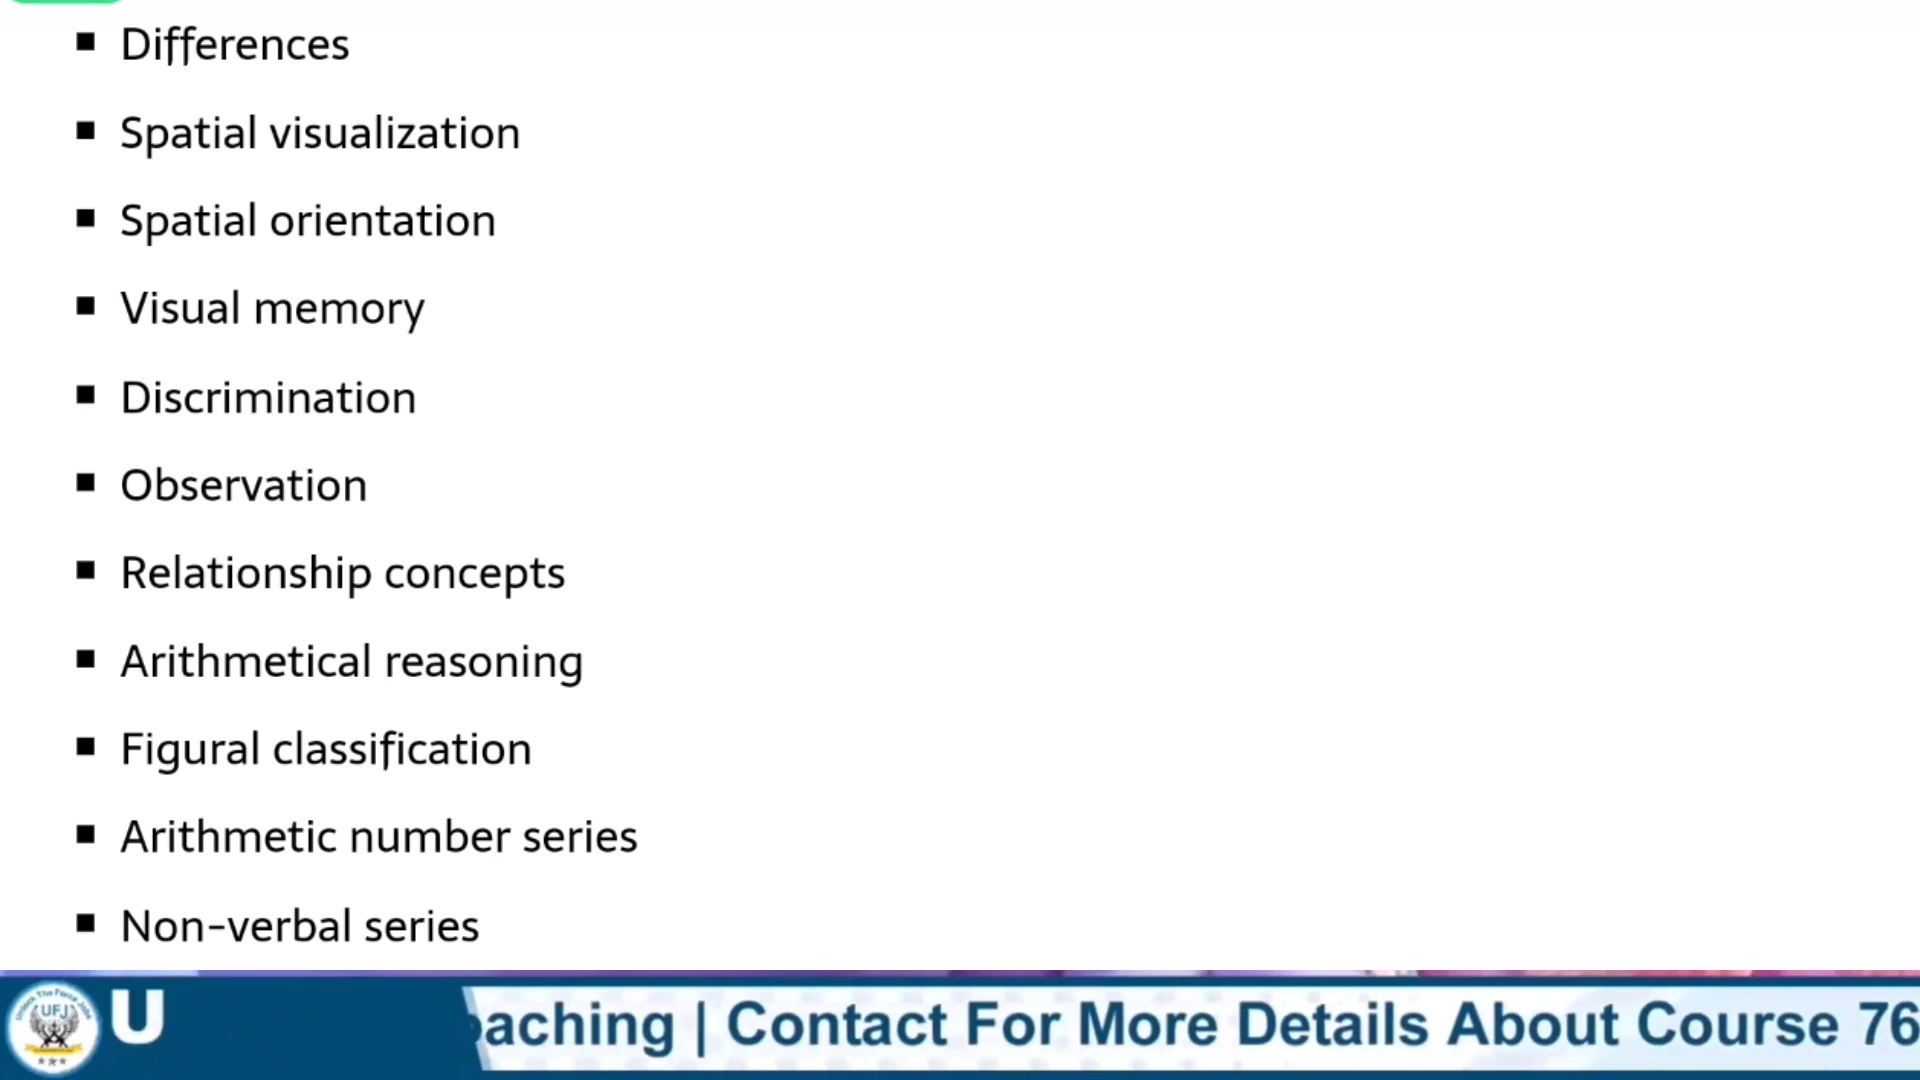 ■ Differences
■ Spatial visualization
■ Spatial orientation
■ Visual memory
■ Discrimination
■ Observation
■ Relationship concepts
■ Arithmetical reasoning
■ Figural classification
■ Arithmetic number series
■ Non-verbal series
UFJ
U
aching | Contact For More Details About Course 76